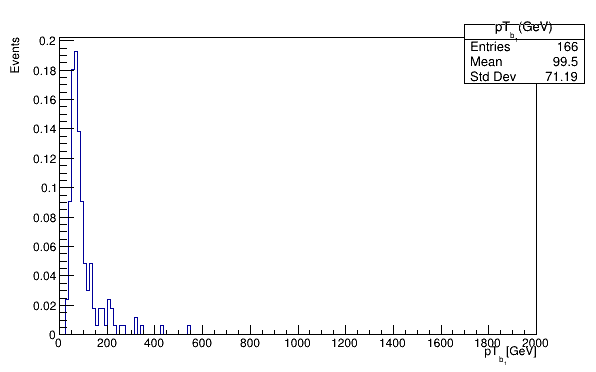 pT_b_1(GeV)
Entries 166
Mean 99.5
Std Dev 71.19
Events
0.2
0.18
0.16
0.14
0.12
0.1
0.08
0.06
0.04
0.02
0
0 200 400 600 800 1000 1200 1400 1600 1800 2000
pT_b_1[GeV]